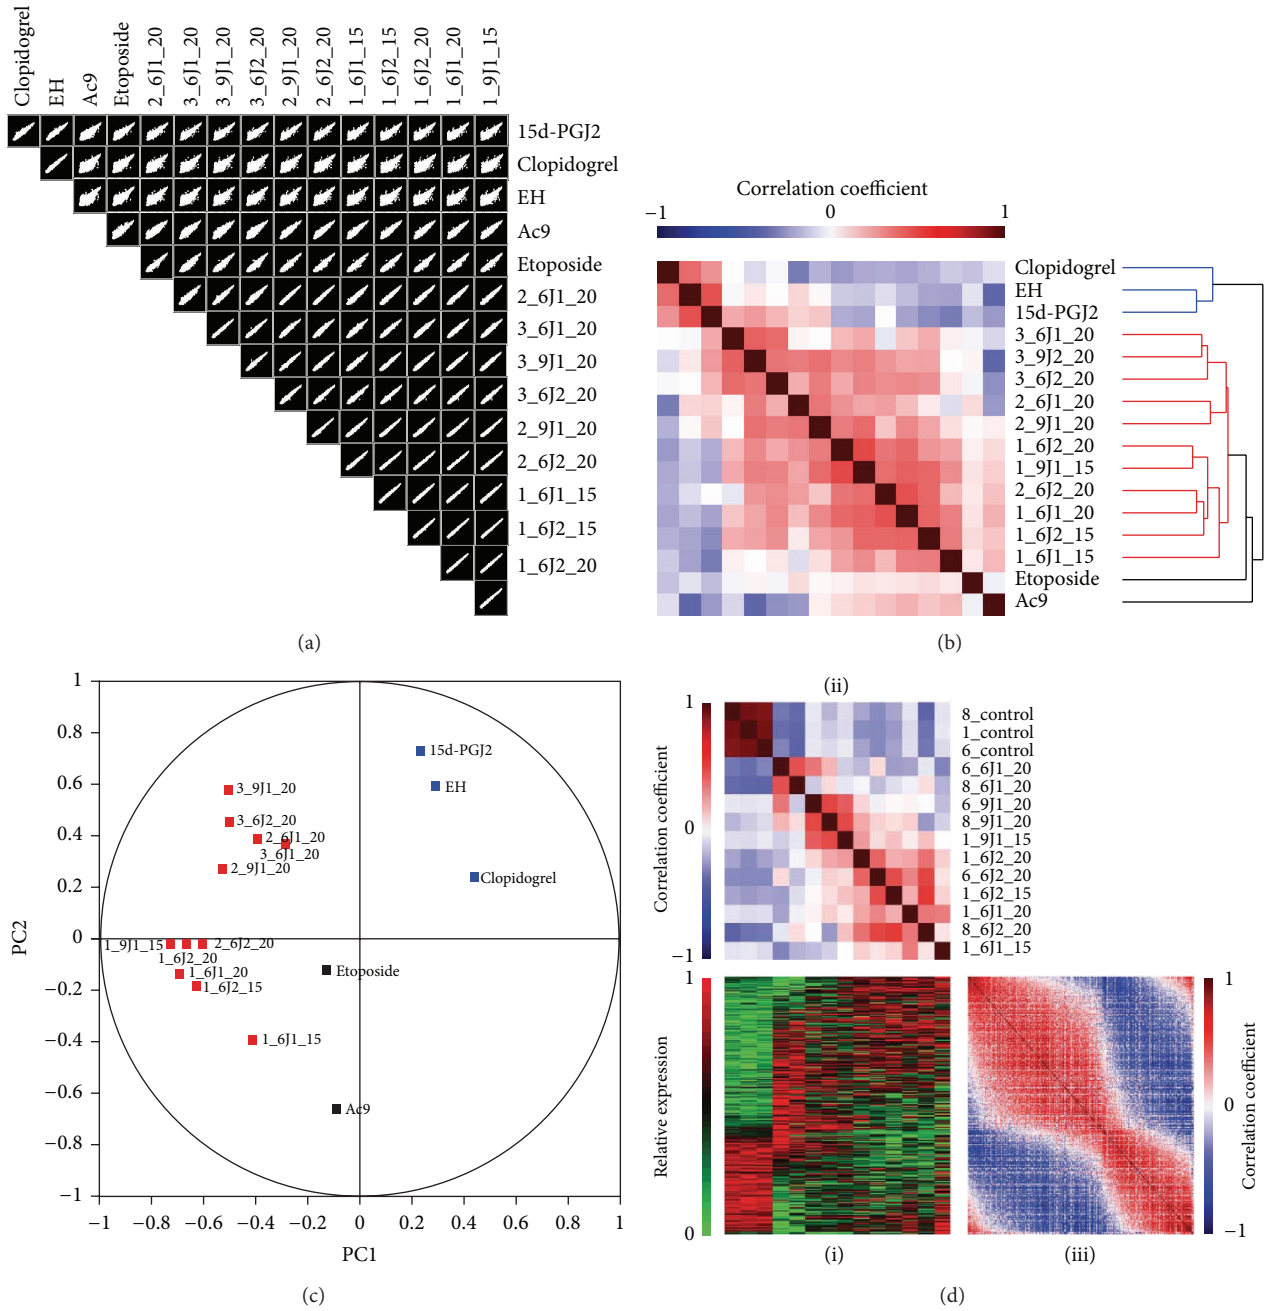 Clopidogrel
EH
Ac9
Etoposide
2_6J1_20
3_6J1_20
3_9J1_20
3_6J2_20
2_9J1_20
2_6J2_20
1_6J1_15
1_6J2_15
1_6J2_20
1_6J1_20
1_9J1_15
15d-PGJ2
Clopidogrel
EH
Ac9
Etoposide
2_6J1_20
3_6J1_20
3_9J1_20
3_6J2_20
2_9J1_20
2_6J2_20
1_6J1_15
1_6J2_15
1_6J2_20
(a)
Correlation coefficient
−1 0 1
Clopidogrel
EH
15d-PGJ2
3_6J1_20
3_9J2_20
3_6J2_20
2_6J1_20
2_9J1_20
1_6J2_20
1_9J1_15
2_6J2_20
1_6J1_20
1_6J2_15
1_6J1_15
Etoposide
Ac9
(b)
PC2
1
0.8
0.6
0.4
0.2
0
−0.2
−0.4
−0.6
−0.8
−1
15d-PGJ2
EH
3_9J1_20
3_6J2_20
2_6J1_20
3_6J1_20
2_9J1_20
Clopidogrel
1_9J1_15
2_6J2_20
1_6J2_20
1_6J1_20
1_6J2_15
Etoposide
1_6J1_15
Ac9
−1 −0.8 −0.6 −0.4 −0.2 0 0.2 0.4 0.6 0.8 1
PC1
(c)
(ii)
Correlation coefficient
1
0
−1
8_control
1_control
6_control
6_6J1_20
8_6J1_20
6_9J1_20
8_9J1_20
1_9J1_15
1_6J2_20
6_6J2_20
1_6J2_15
1_6J1_20
8_6J2_20
1_6J1_15
Relative expression
1
0
(i)
(iii)
1
0
−1
Correlation coefficient
(d)